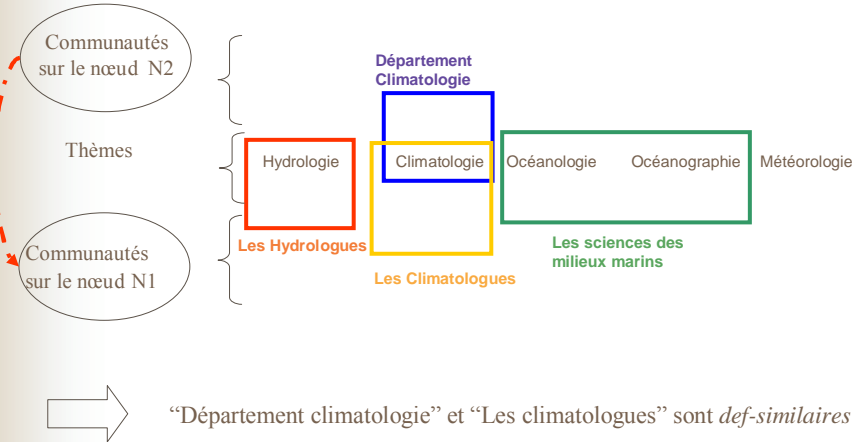 Communautés
sur le nœud N2
Département
Climatologie
Thèmes
Hydrologie
Climatologie
Océanologie
Océanographie
Météorologie
Les Hydrologues
Les sciences des
milieux marins
Communautés
sur le nœud N1
Les Climatologues
“Département climatologie” et “Les climatologues” sont def-similaires